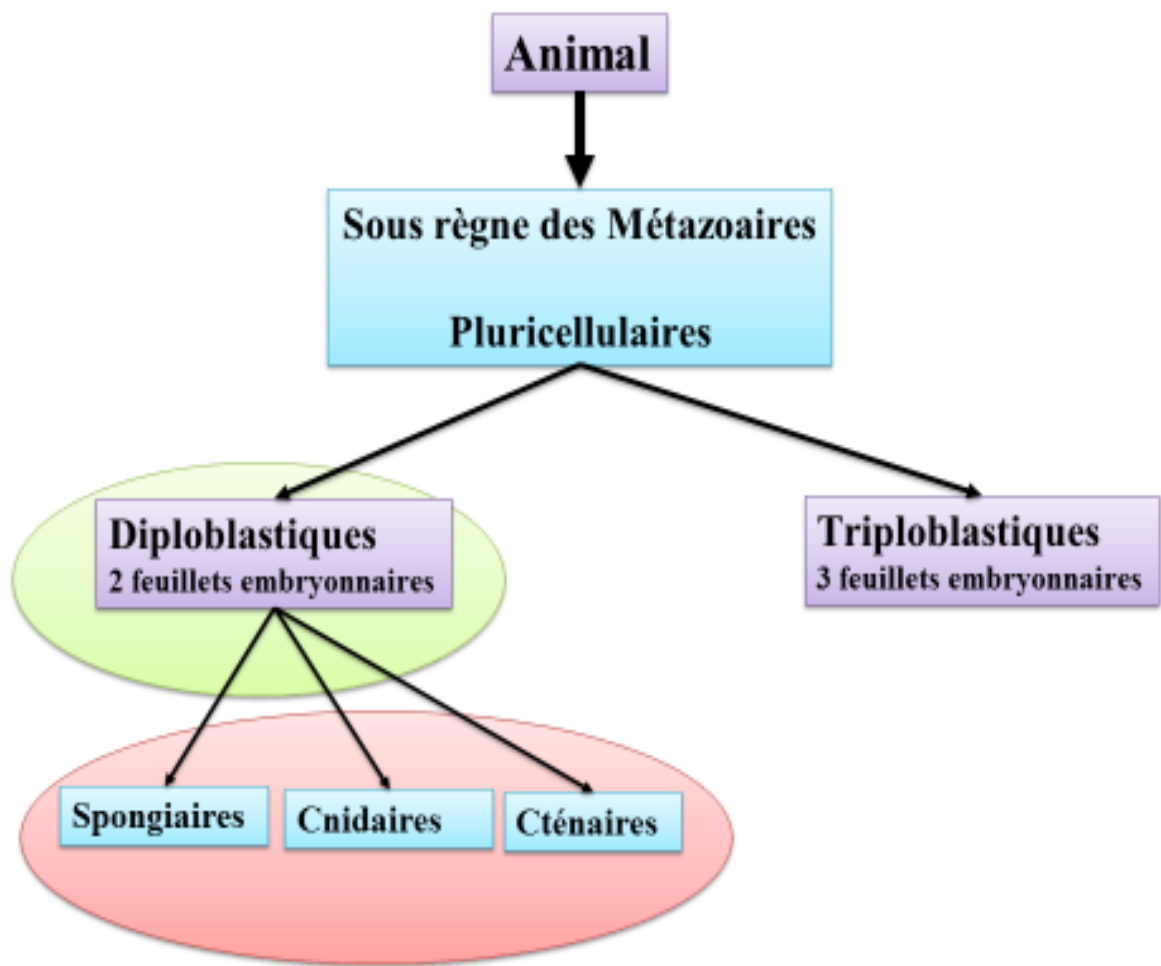 Animal
Sous règne des Métazoaires
Pluricellulaires
Diploblastiques
2 feuillets embryonnaires
Triploblastiques
3 feuillets embryonnaires
Spongiaires
Cnidaires
Cténaires